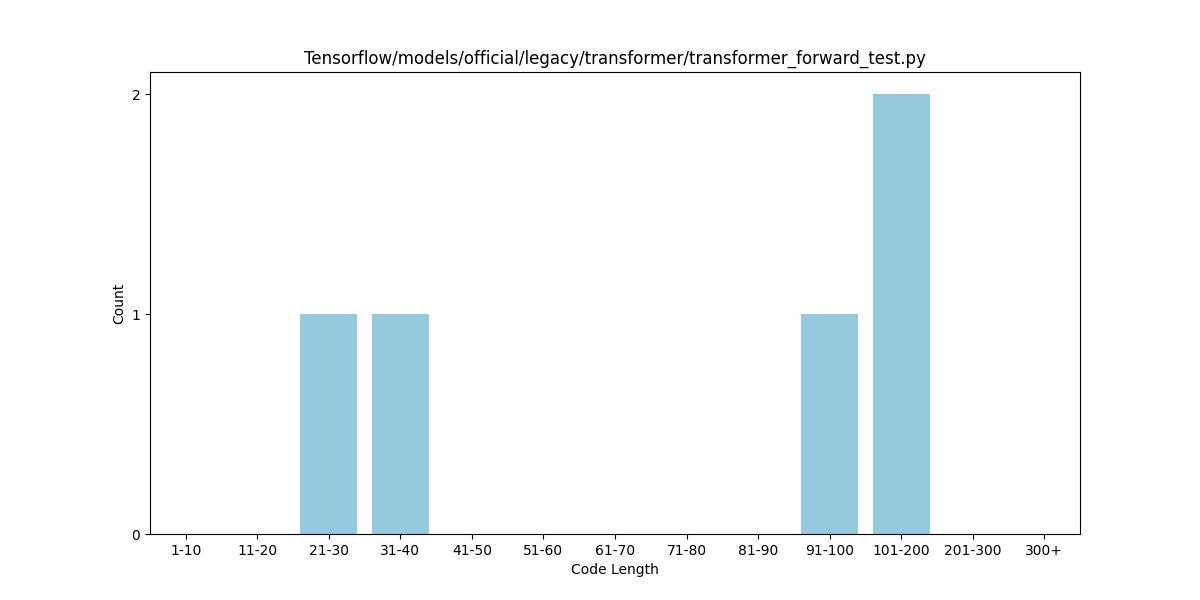 Tensorflow/models/official/legacy/transformer/transformer_forward_test.py
Count
2
1
0
1-10 11-20 21-30 31-40 41-50 51-60 61-70 71-80 81-90 91-100 101-200 201-300 300+
Code Length